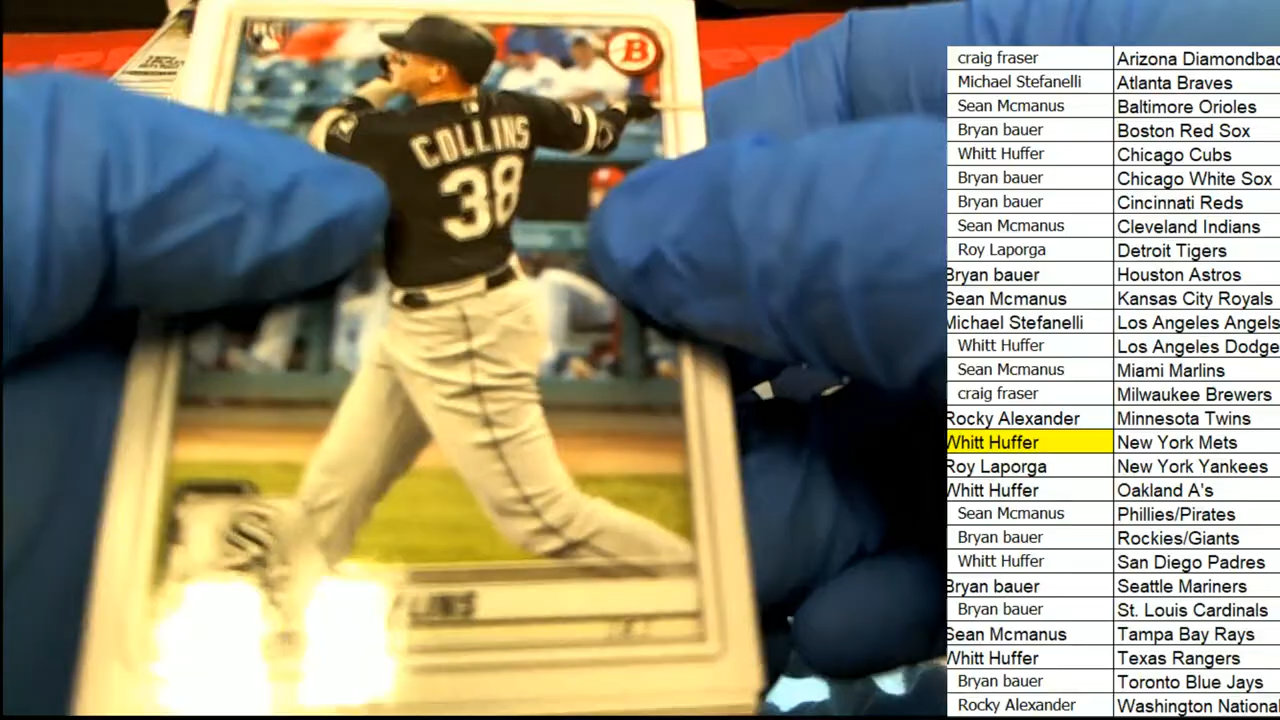 B
COLLINS
38
LINS
craig fraser Arizona Diamondbac
Michael Stefanelli Atlanta Braves
Sean Mcmanus Baltimore Orioles
Bryan bauer Boston Red Sox
Whitt Huffer Chicago Cubs
Bryan bauer Chicago White Sox
Bryan bauer Cincinnati Reds
Sean Mcmanus Cleveland Indians
Roy Laporga Detroit Tigers
Bryan bauer Houston Astros
Sean Mcmanus Kansas City Royals
Michael Stefanelli Los Angeles Angels
Whitt Huffer Los Angeles Dodge
Sean Mcmanus Miami Marlins
craig fraser Milwaukee Brewers
Rocky Alexander Minnesota Twins
Whitt Huffer New York Mets
Roy Laporga New York Yankees
Whitt Huffer Oakland A's
Sean Mcmanus Phillies/Pirates
Bryan bauer Rockies/Giants
Whitt Huffer San Diego Padres
Bryan bauer Seattle Mariners
Bryan bauer St. Louis Cardinals
Sean Mcmanus Tampa Bay Rays
Whitt Huffer Texas Rangers
Bryan bauer Toronto Blue Jays
Rocky Alexander Washington National